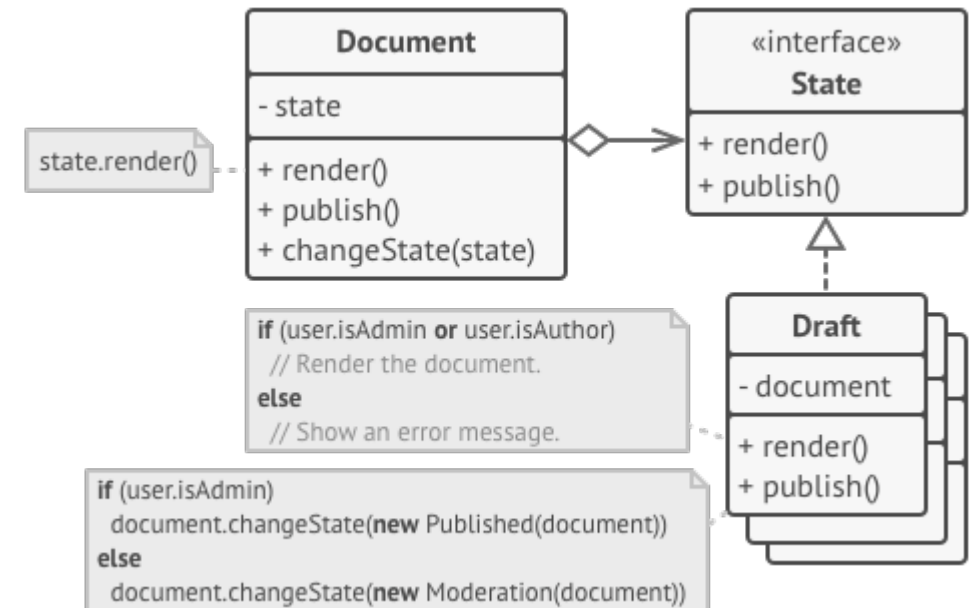 Document
- state
+ render()
+ publish()
+ changeState(state)
«interface»
State
+ render()
+ publish()
state.render()
Draft
- document
+ render()
+ publish()
if (user.isAdmin or user.isAuthor)
// Render the document.
else
// Show an error message.
if (user.isAdmin)
document.changeState(new Published(document))
else
document.changeState(new Moderation(document))